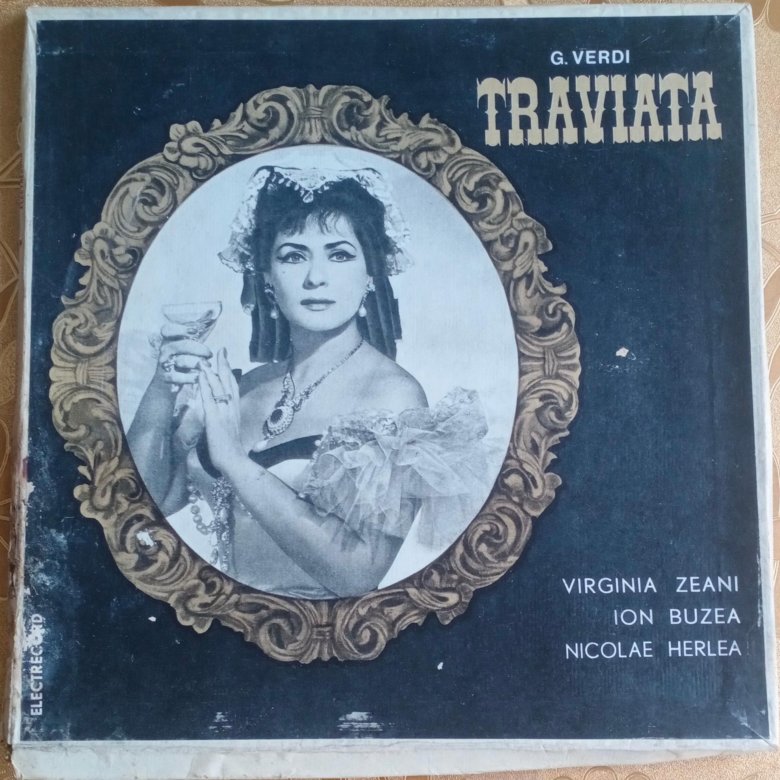 G. VERDI
TRAVIATA
VIRGINIA ZEANI
ION BUZEA
NICOLAE HERLEA
ELECTRECORD